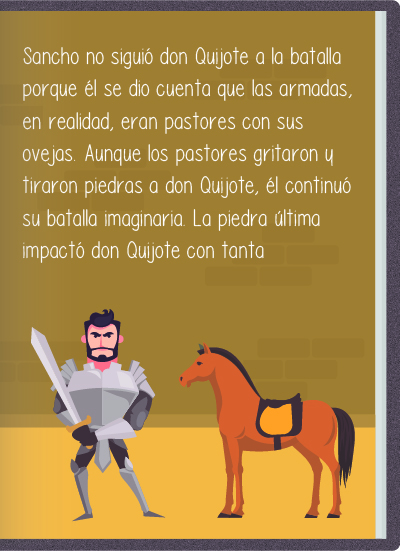 Sancho no siguió don Quijote a la batalla
porque él se dio cuenta que las armadas,
en realidad, eran pastores con sus
ovejas. Aunque los pastores gritaron y
tiraron piedras a don Quijote, él continuó
su batalla imaginaria. La piedra última
impactó don Quijote con tanta